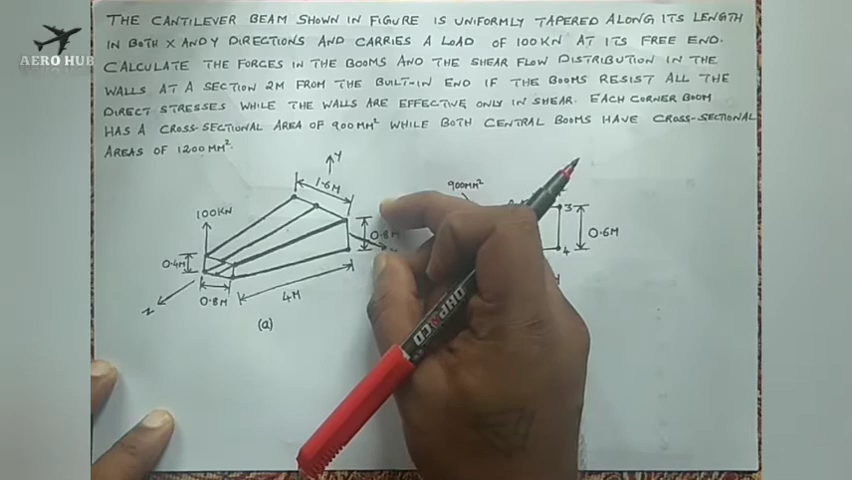 THE CANTILEVER BEAM SHOWN IN FIGURE IS UNIFORMLY TAPERED ALONG ITS LENGTH
IN BOTH X AND Y DIRECTIONS AND CARRIES A LOAD OF 100KN AT ITS FREE END.
AERO HUB
CALCULATE THE FORCES IN THE BOOMS AND THE SHEAR FLOW DISTRIBUTION IN THE
WALLS AT A SECTION 2M FROM THE BUILT-IN END IF THE BOOMS RESIST ALL THE
DIRECT STRESSES WHILE THE WALLS ARE EFFECTIVE ONLY IN SHEAR. EACH CORNER BOOM
HAS A CROSS-SECTIONAL AREA OF 900MM² WHILE BOTH CENTRAL BOOMS HAVE CROSS-SECTIONAL
AREAS OF 1200MM².
Y
1.6M
900MM²
3
100KN
0.8M
0.6M
4
0.4M
0.8M
4M
Z
(a)
DHP&CO